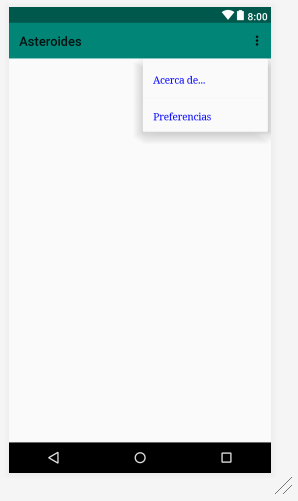 8:00
Asteroides
Acerca de...
Preferencias